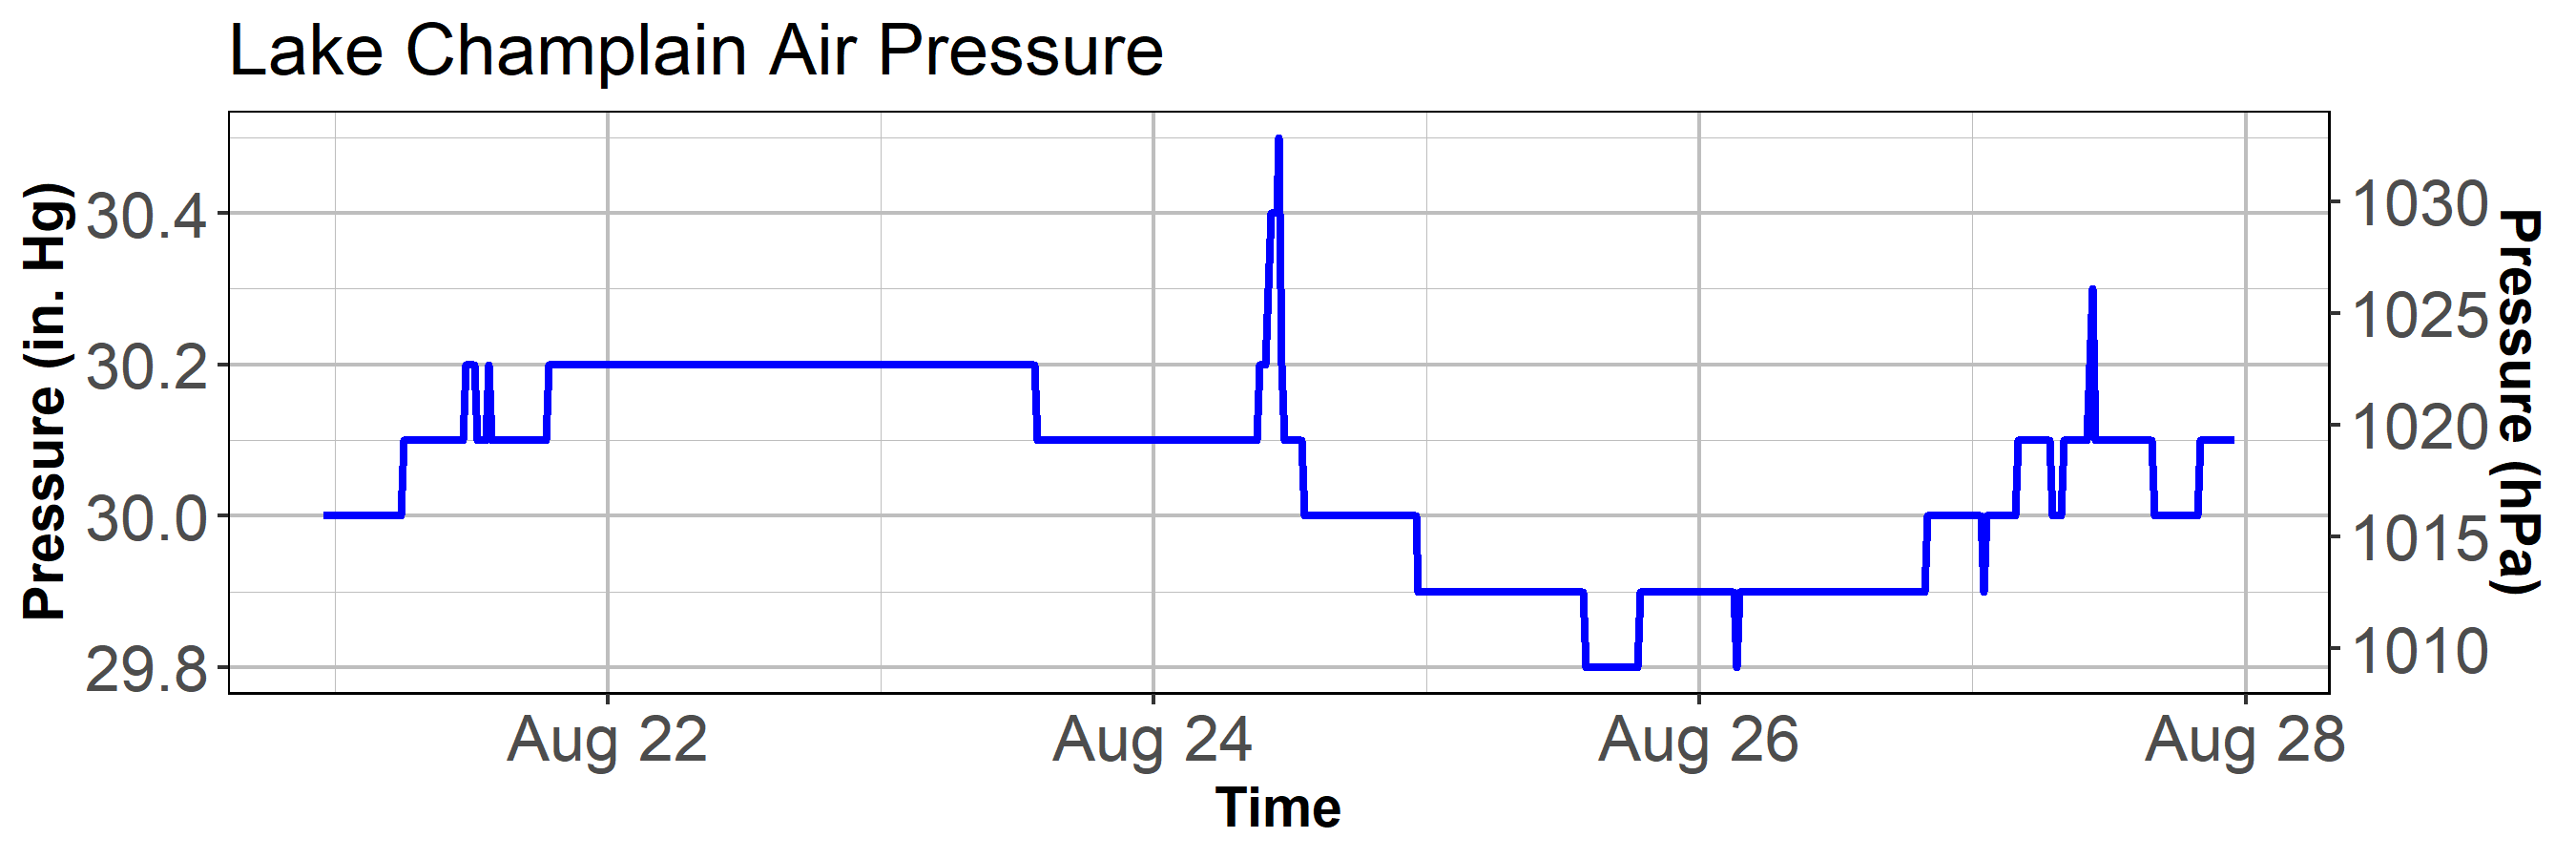 Lake Champlain Air Pressure
Pressure (in. Hg)
30.4
30.2
30.0
29.8
1030
1025
1020
1015
1010
Pressure (hPa)
Aug 22 Aug 24 Aug 26 Aug 28
Time